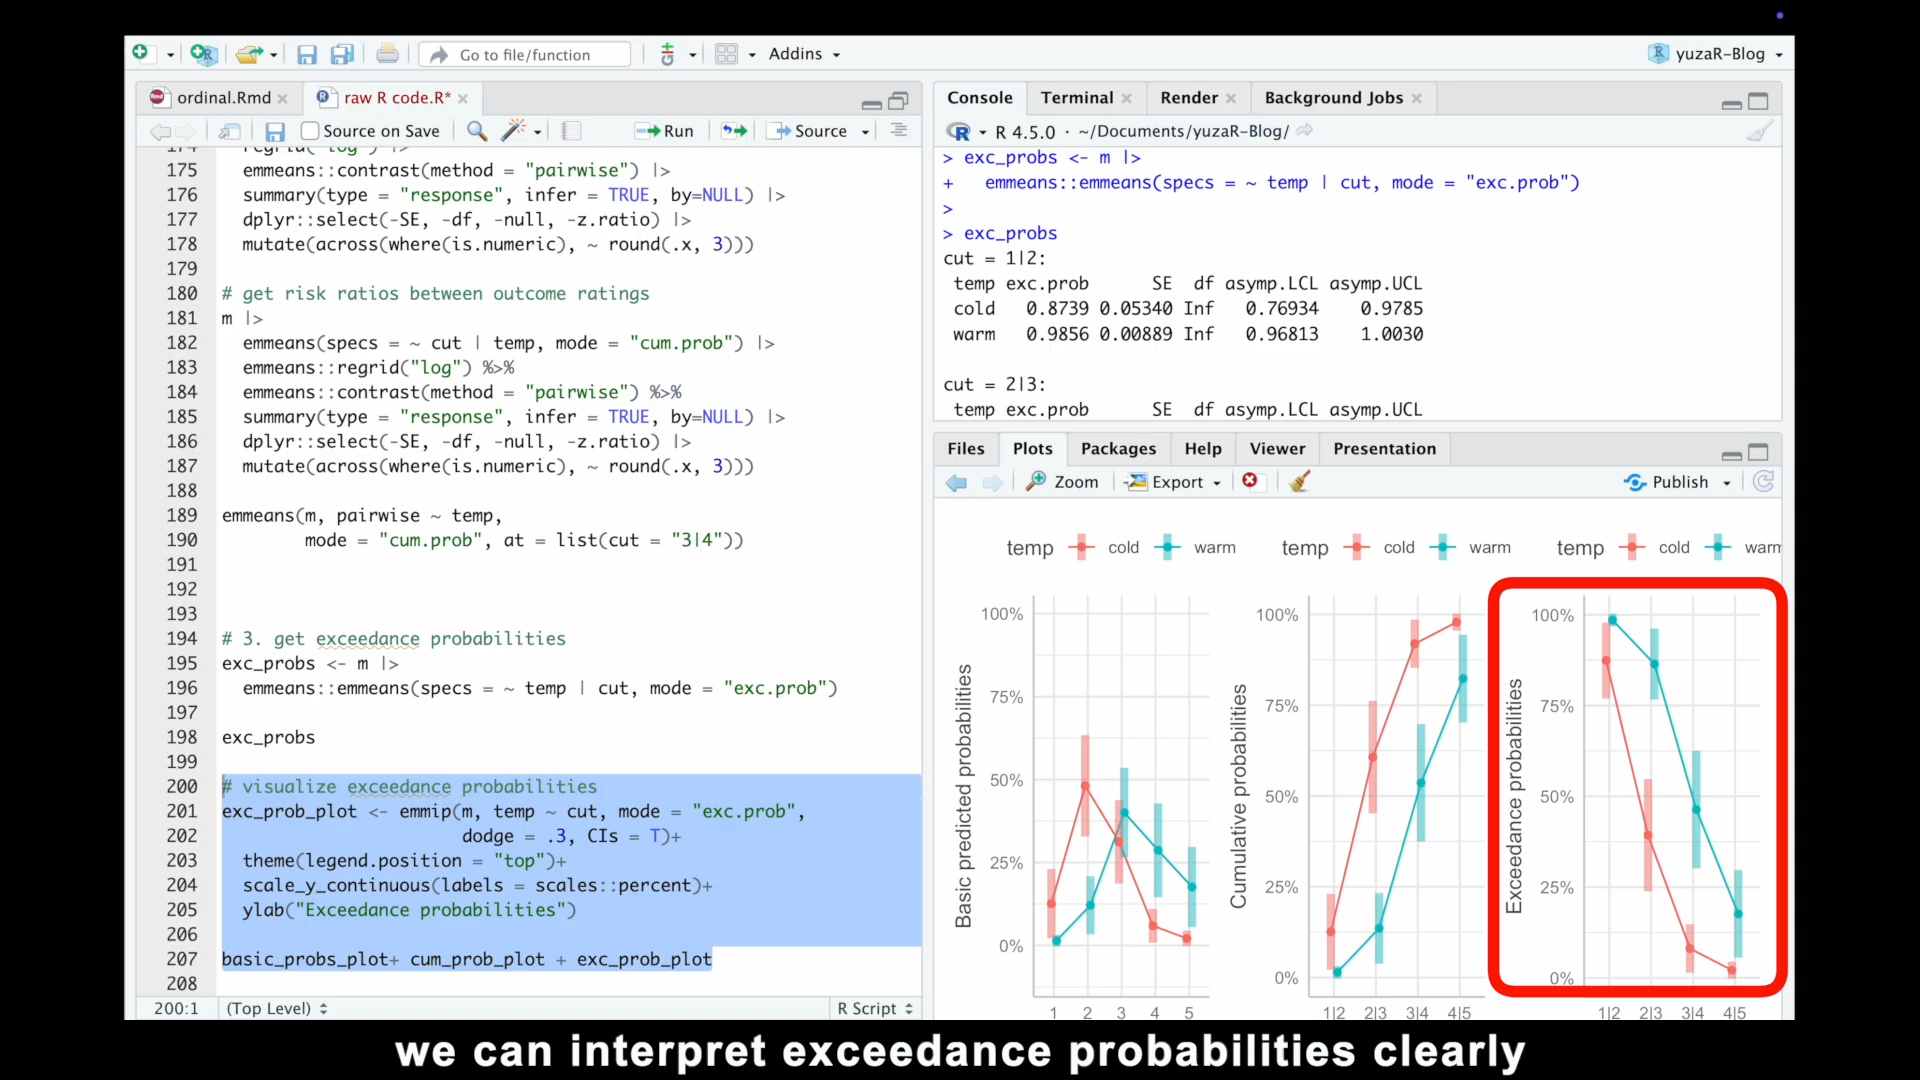 Go to file/function
Addins
yuzaR-Blog
ordinal.Rmd
raw R code.R*
Source on Save
Run
Source
175 emmeans::contrast(method = "pairwise") |>
176 summary(type = "response", infer = TRUE, by=NULL) |>
177 dplyr::select(-SE, -df, -null, -z.ratio) |>
178 mutate(across(where(is.numeric), ~ round(.x, 3)))
179
180 # get risk ratios between outcome ratings
181 m |>
182 emmeans(specs = ~ cut | temp, mode = "cum.prob") |>
183 emmeans::regrid("log") %>%
184 emmeans::contrast(method = "pairwise") %>%
185 summary(type = "response", infer = TRUE, by=NULL) |>
186 dplyr::select(-SE, -df, -null, -z.ratio) |>
187 mutate(across(where(is.numeric), ~ round(.x, 3)))
188
189 emmeans(m, pairwise ~ temp,
190 mode = "cum.prob", at = list(cut = "3|4"))
191
192
193
194 # 3. get exceedance probabilities
195 exc_probs <- m |>
196 emmeans::emmeans(specs = ~ temp | cut, mode = "exc.prob")
197
198 exc_probs
199
200 # visualize exceedance probabilities
201 exc_prob_plot <- emmip(m, temp ~ cut, mode = "exc.prob",
202 dodge = .3, CIs = T)+
203 theme(legend.position = "top")+
204 scale_y_continuous(labels = scales::percent)+
205 ylab("Exceedance probabilities")
206
207 basic_probs_plot+ cum_prob_plot + exc_prob_plot
208
200:1 (Top Level) R Script
Console Terminal Render Background Jobs
R 4.5.0 · ~/Documents/yuzaR-Blog/
> exc_probs <- m |>
+ emmeans::emmeans(specs = ~ temp | cut, mode = "exc.prob")
>
> exc_probs
cut = 1|2:
temp exc.prob SE df asymp.LCL asymp.UCL
cold 0.8739 0.05340 Inf 0.76934 0.9785
warm 0.9856 0.00889 Inf 0.96813 1.0030
cut = 2|3:
temp exc.prob SE df asymp.LCL asymp.UCL
Files Plots Packages Help Viewer Presentation
Zoom Export Publish
temp cold warm
temp cold warm
temp cold warm
Basic predicted probabilities
100%
75%
50%
25%
0%
1 2 3 4 5
Cumulative probabilities
100%
75%
50%
25%
0%
1|2 2|3 3|4 4|5
Exceedance probabilities
100%
75%
50%
25%
0%
1|2 2|3 3|4 4|5
we can interpret exceedance probabilities clearly